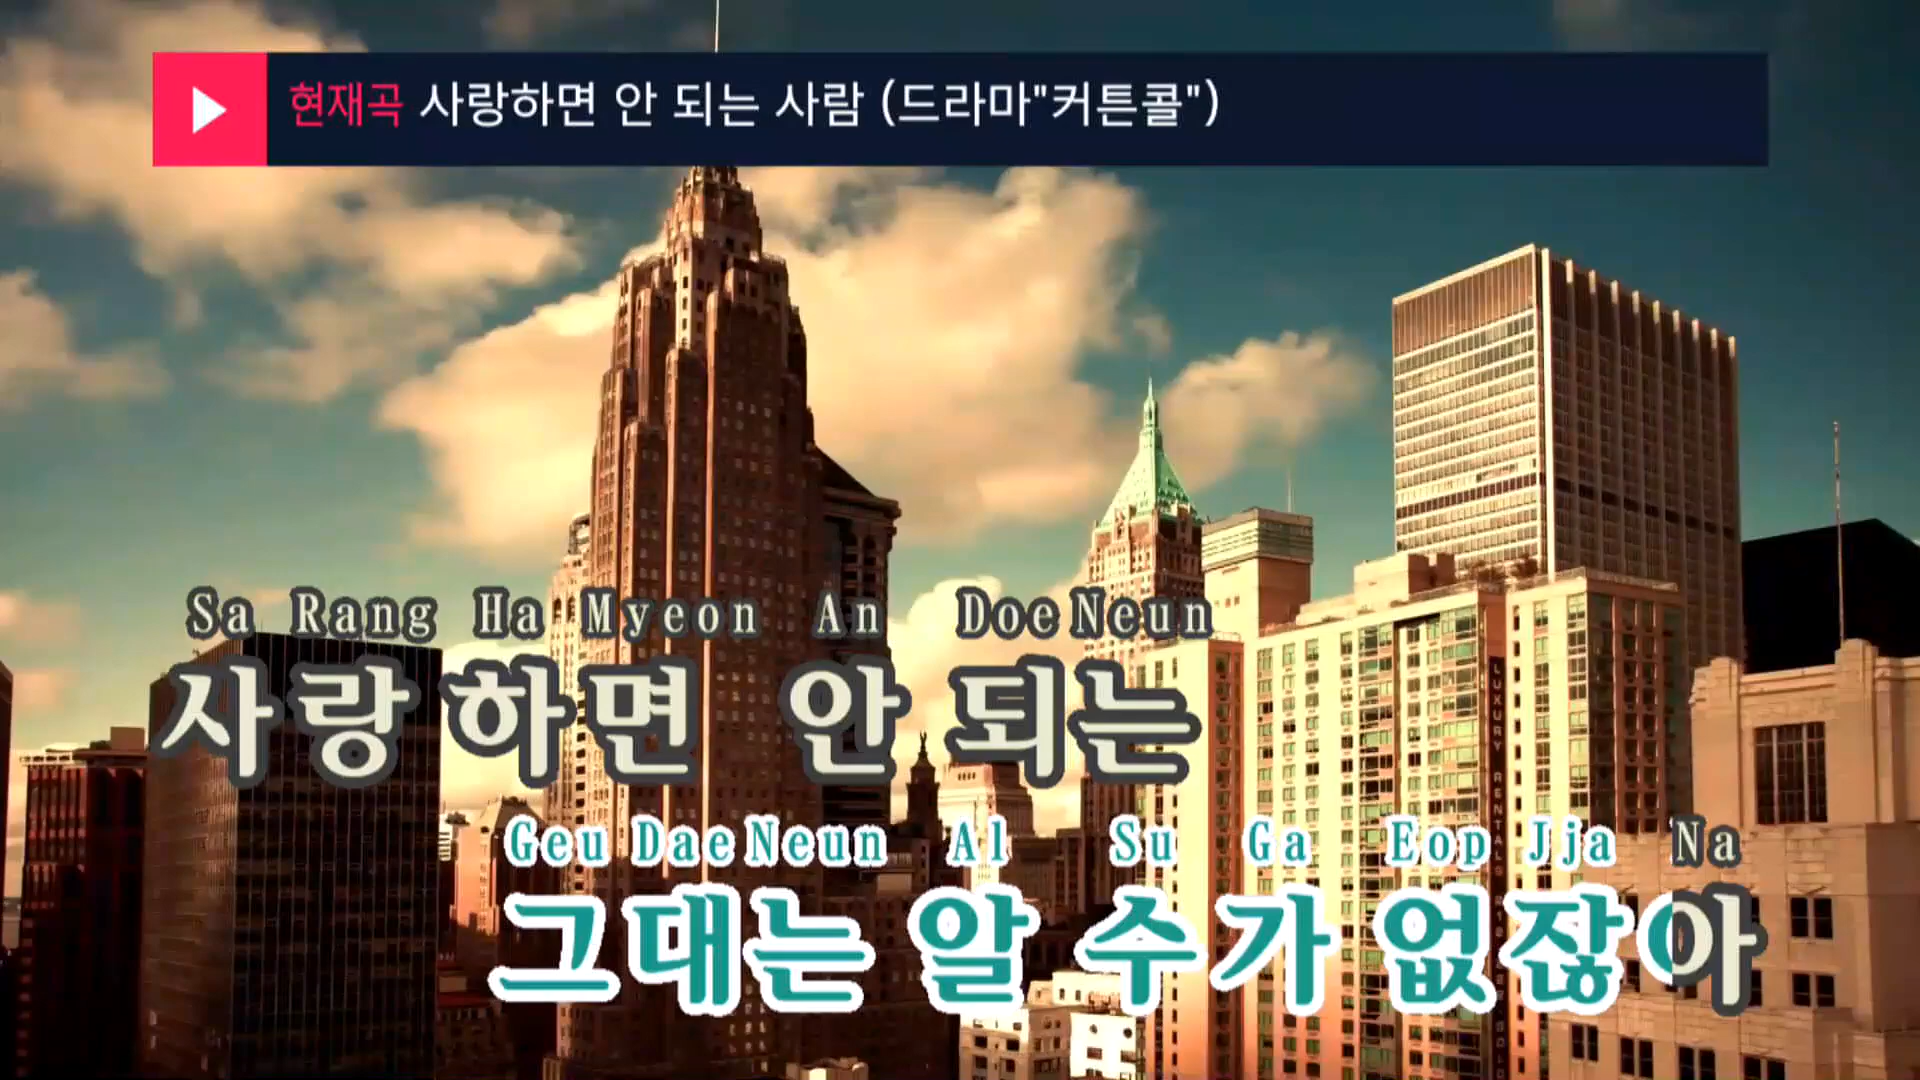 현재곡 사랑하면 안 되는 사람 (드라마"커튼콜")
Sa Rang Ha Myeon An Doe Neun
사랑하면 안 되는
Geu Dae Neun Al Su Ga Eop Jja Na
그대는 알 수가 없잖아
LUXURY RENTALS